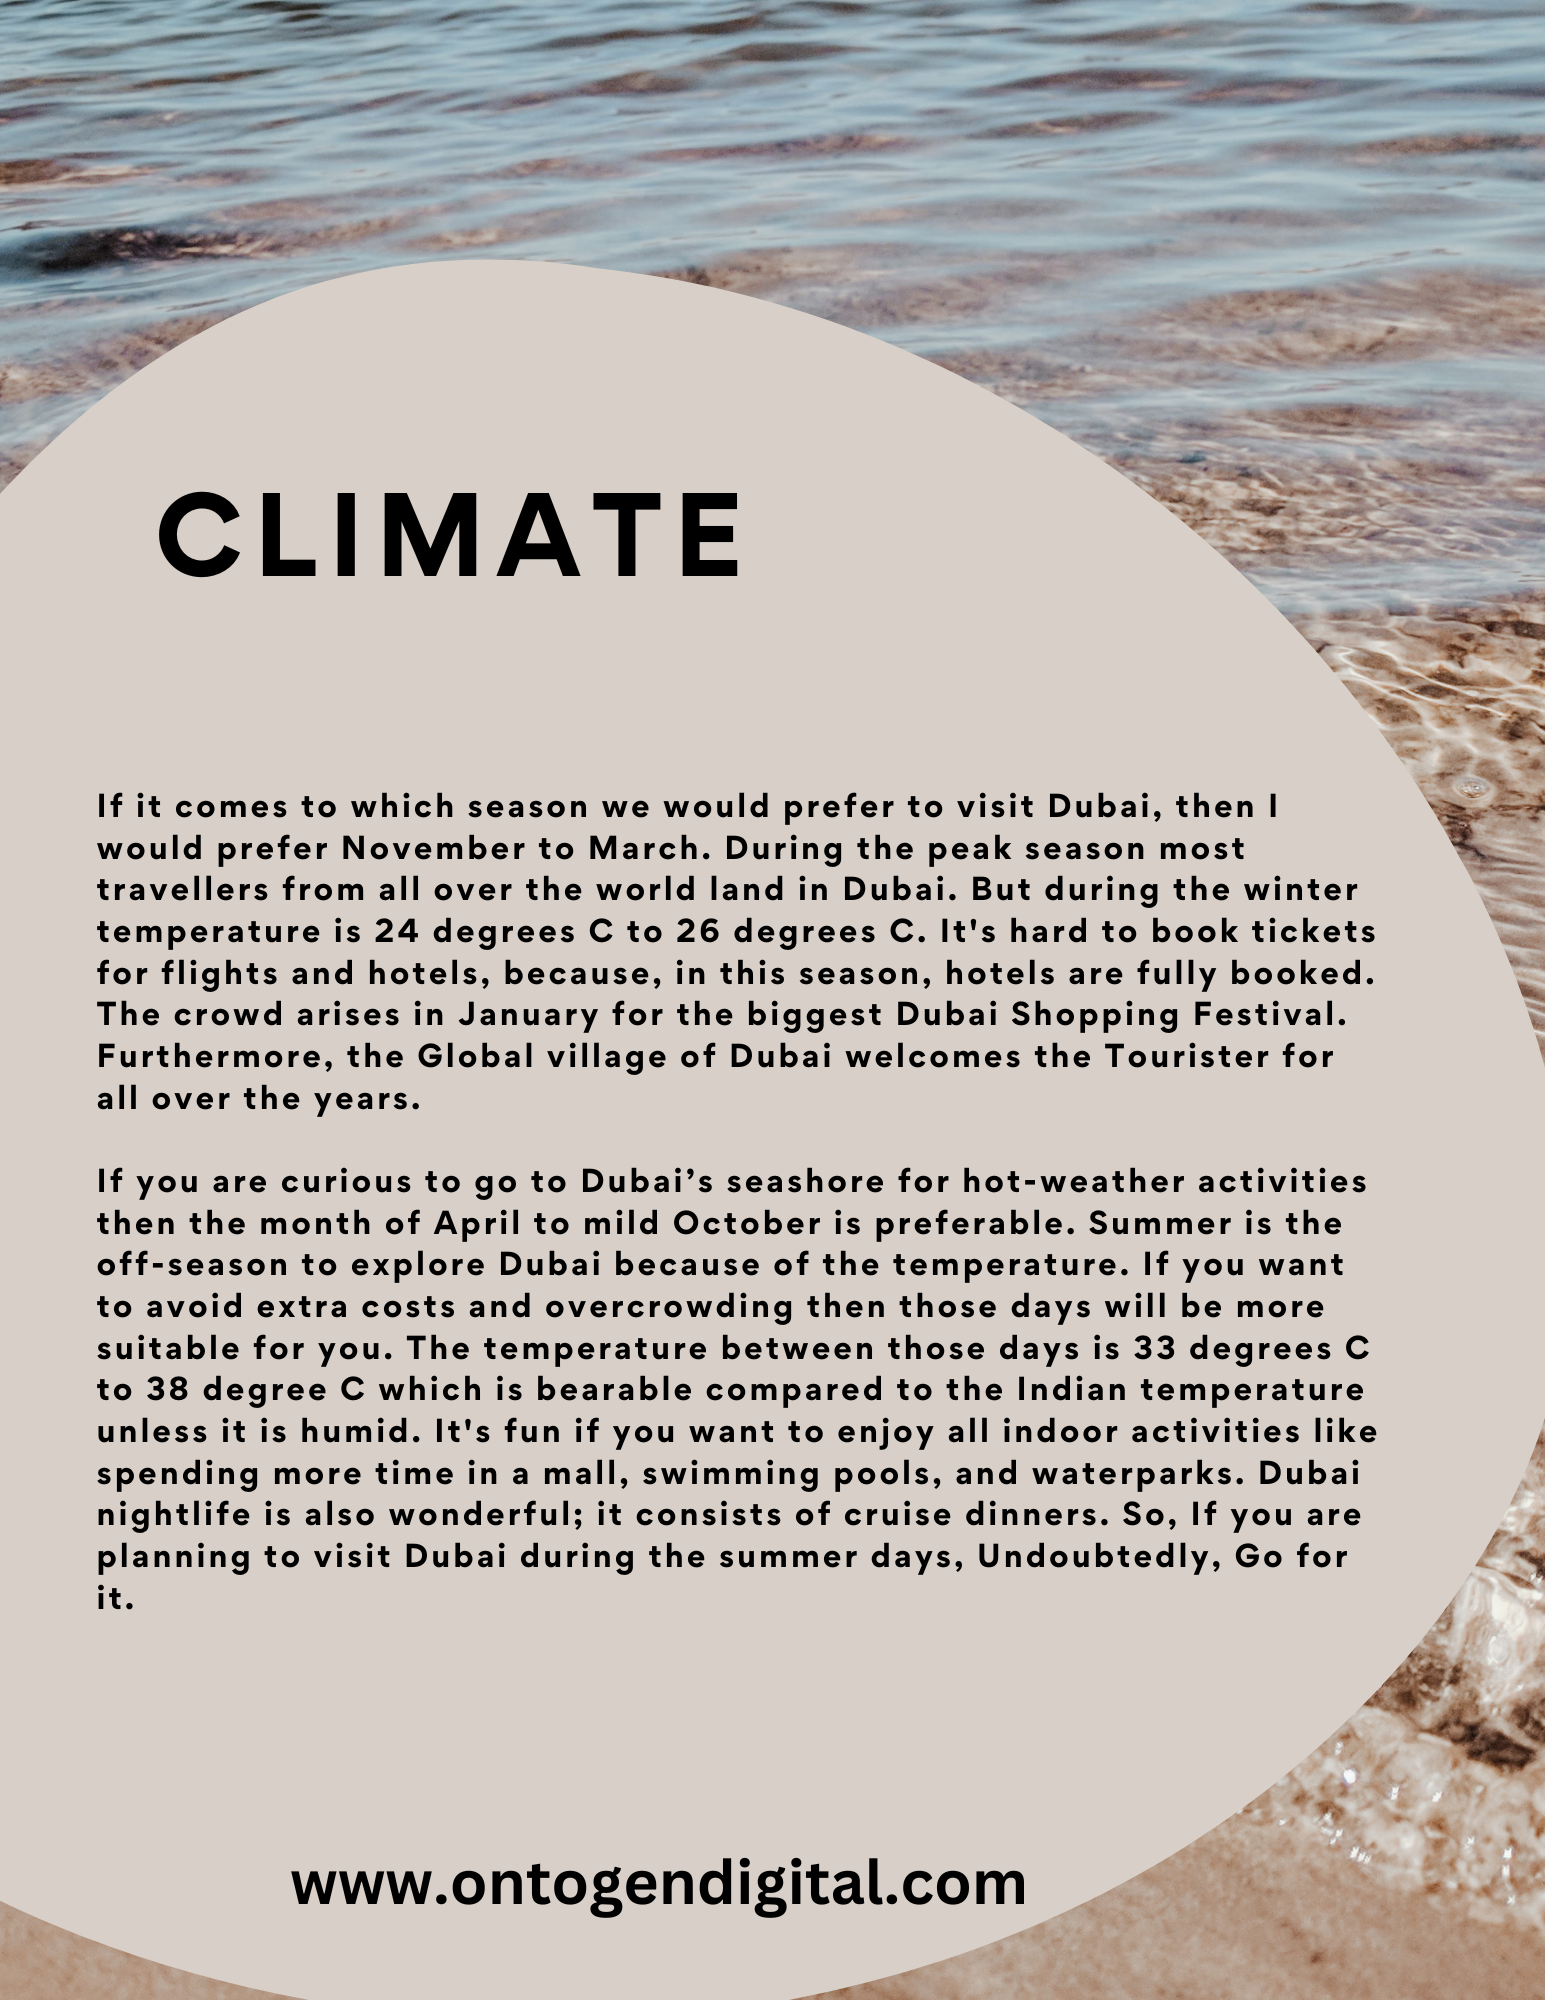 CLIMATE
If it comes to which season we would prefer to visit Dubai, then I
would prefer November to March. During the peak season most
travellers from all over the world land in Dubai. But during the winter
temperature is 24 degrees C to 26 degrees C. It's hard to book tickets
for flights and hotels, because, in this season, hotels are fully booked.
The crowd arises in January for the biggest Dubai Shopping Festival.
Furthermore, the Global village of Dubai welcomes the Tourister for
all over the years.
If you are curious to go to Dubai’s seashore for hot-weather activities
then the month of April to mild October is preferable. Summer is the
off-season to explore Dubai because of the temperature. If you want
to avoid extra costs and overcrowding then those days will be more
suitable for you. The temperature between those days is 33 degrees C
to 38 degree C which is bearable compared to the Indian temperature
unless it is humid. It's fun if you want to enjoy all indoor activities like
spending more time in a mall, swimming pools, and waterparks. Dubai
nightlife is also wonderful; it consists of cruise dinners. So, If you are
planning to visit Dubai during the summer days, Undoubtedly, Go for
it.
www.ontogendigital.com